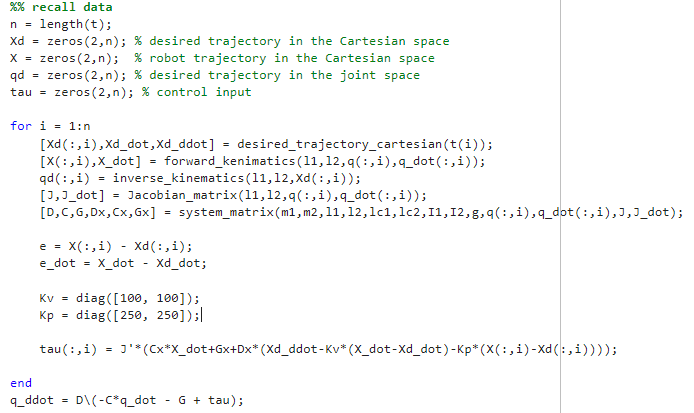 %% recall data
n = length(t);
Xd = zeros(2,n); % desired trajectory in the Cartesian space
X = zeros(2,n);  % robot trajectory in the Cartesian space
qd = zeros(2,n); % desired trajectory in the joint space
tau = zeros(2,n); % control input

for i = 1:n
    [Xd(:,i),Xd_dot,Xd_ddot] = desired_trajectory_cartesian(t(i));
    [X(:,i),X_dot] = forward_kenimatics(l1,l2,q(:,i),q_dot(:,i));
    qd(:,i) = inverse_kinematics(l1,l2,Xd(:,i));
    [J,J_dot] = Jacobian_matrix(l1,l2,q(:,i),q_dot(:,i));
    [D,C,G,Dx,Cx,Gx] = system_matrix(m1,m2,l1,l2,lc1,lc2,I1,I2,g,q(:,i),q_dot(:,i),J,J_dot);

    e = X(:,i) - Xd(:,i);
    e_dot = X_dot - Xd_dot;

    Kv = diag([100, 100]);
    Kp = diag([250, 250]);

    tau(:,i) = J'*(Cx*X_dot+Gx+Dx*(Xd_ddot-Kv*(X_dot-Xd_dot)-Kp*(X(:,i)-Xd(:,i))));

end
q_ddot = D\(-C*q_dot - G + tau);